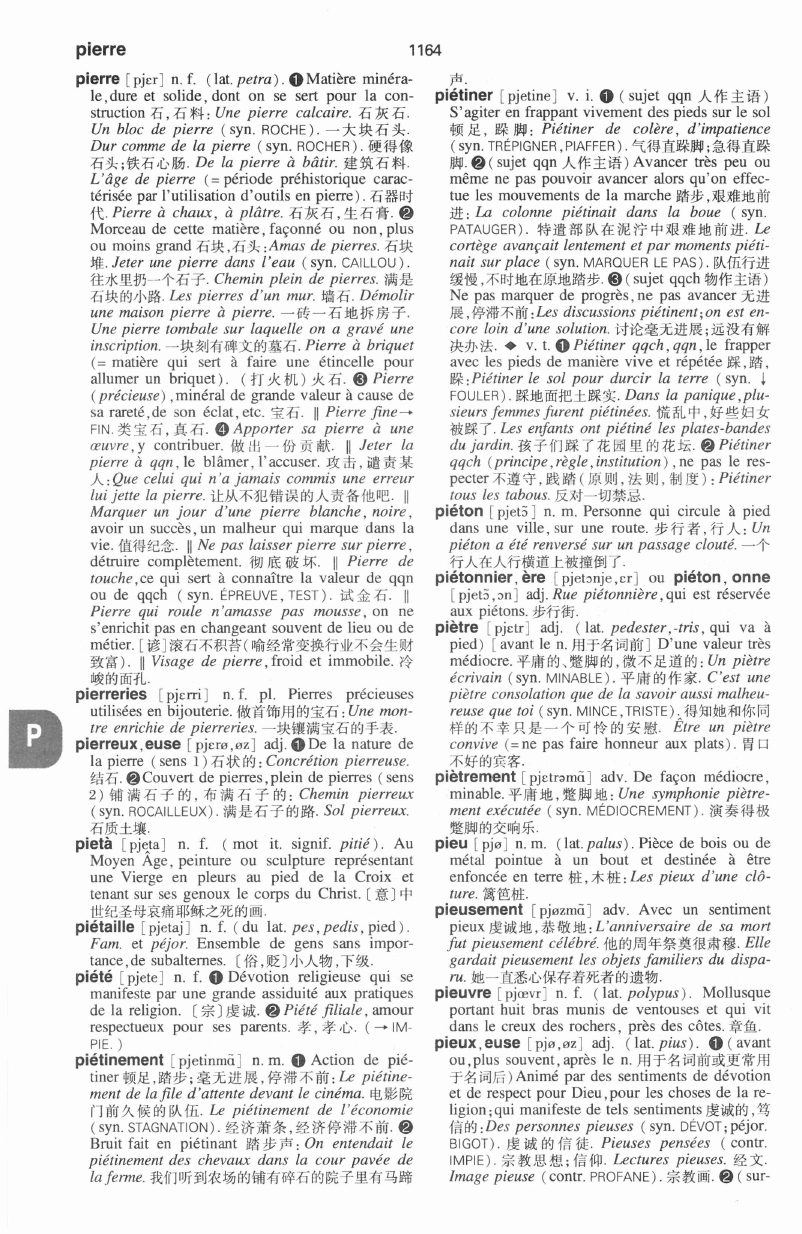 pierre
1164
pierre [pjɛr] n. f. (lat. petra). ❶Matière minéra-
le,dure et solide, dont on se sert pour la con-
struction 石,石料: Une pierre calcaire. 石灰石.
Un bloc de pierre (syn. ROCHE). 一大块石头.
Dur comme de la pierre (syn. ROCHER). 硬得像
石头;铁石心肠. De la pierre à bâtir. 建筑石料.
L'âge de pierre (= période préhistorique carac-
térisée par l'utilisation d'outils en pierre). 石器时
代. Pierre à chaux, à plâtre. 石灰石,生石膏. ❷
Morceau de cette matière, façonné ou non, plus
ou moins grand 石块,石头:Amas de pierres. 石块
堆. Jeter une pierre dans l'eau (syn. CAILLOU).
往水里扔一个石子. Chemin plein de pierres. 满是
石块的小路. Les pierres d'un mur. 墙石. Démolir
une maison pierre à pierre. 一砖一石地拆房子.
Une pierre tombale sur laquelle on a gravé une
inscription. 一块刻有碑文的墓石. Pierre à briquet
(= matière qui sert à faire une étincelle pour
allumer un briquet). (打火机)火石. ❸ Pierre
(précieuse), minéral de grande valeur à cause de
sa rareté,de son éclat, etc. 宝石. ‖ Pierre fine→
FIN. 类宝石, 真石. ❹ Apporter sa pierre à une
œuvre, y contribuer. 做出一份贡献. ‖ Jeter la
pierre à qqn, le blâmer, l'accuser. 攻击, 谴责某
人:Que celui qui n'a jamais commis une erreur
lui jette la pierre. 让从不犯错误的人责备他吧. ‖
Marquer un jour d'une pierre blanche, noire,
avoir un succès, un malheur qui marque dans la
vie. 值得纪念. ‖ Ne pas laisser pierre sur pierre,
détruire complètement. 彻底破坏. ‖ Pierre de
touche,ce qui sert à connaître la valeur de qqn
ou de qqch (syn. ÉPREUVE, TEST). 试金石. ‖
Pierre qui roule n'amasse pas mousse, on ne
s'enrichit pas en changeant souvent de lieu ou de
métier. [谚]滚石不积苔(喻经常变换行业不会生财
致富). ‖ Visage de pierre, froid et immobile. 冷
峻的面孔.
pierreries [pjɛrri] n. f. pl. Pierres précieuses
utilisées en bijouterie. 做首饰用的宝石: Une mon-
tre enrichie de pierreries. 一块镶满宝石的手表.
pierreux,euse [pjɛrø,øz] adj. ❶De la nature de
la pierre (sens 1)石状的: Concrétion pierreuse.
结石. ❷Couvert de pierres, plein de pierres (sens
2)铺满石子的, 布满石子的: Chemin pierreux
(syn. ROCAILLEUX). 满是石子的路. Sol pierreux.
石质土壤.
pietà [pjeta] n. f. (mot it. signif. pitié). Au
Moyen Âge, peinture ou sculpture représentant
une Vierge en pleurs au pied de la Croix et
tenant sur ses genoux le corps du Christ. [意]中
世纪圣母哀痛耶稣之死的画.
piétaille [pjetaj] n. f. (du lat. pes, pedis, pied).
Fam. et péjor. Ensemble de gens sans impor-
tance, de subalternes. [俗,贬]小人物,下级.
piété [pjete] n. f. ❶ Dévotion religieuse qui se
manifeste par une grande assiduité aux pratiques
de la religion. [宗]虔诚. ❷ Piété filiale, amour
respectueux pour ses parents. 孝, 孝心. (→IM-
PIE.)
piétinement [pjetinmɑ̃] n. m. ❶ Action de pié-
tiner 顿足,踏步;毫无进展,停滞不前: Le piétine-
ment de la file d'attente devant le cinéma. 电影院
门前久候的队伍. Le piétinement de l'économie
(syn. STAGNATION). 经济萧条,经济停滞不前. ❷
Bruit fait en piétinant 踏步声: On entendait le
piétinement des chevaux dans la cour pavée de
la ferme. 我们听到农场的铺有碎石的院子里有马蹄
P
声.
piétiner [pjetine] v. i. ❶ (sujet qqn 人作主语)
S'agiter en frappant vivement des pieds sur le sol
顿足, 跺脚: Piétiner de colère, d'impatience
(syn. TRÉPIGNER, PIAFFER). 气得直跺脚;急得直跺
脚. ❷(sujet qqn 人作主语) Avancer très peu ou
même ne pas pouvoir avancer alors qu'on effec-
tue les mouvements de la marche 踏步,艰难地前
进: La colonne piétinait dans la boue (syn.
PATAUGER). 特遣部队在泥泞中艰难地前进. Le
cortège avançait lentement et par moments piéti-
nait sur place (syn. MARQUER LE PAS). 队伍行进
缓慢,不时地在原地踏步. ❸(sujet qqch 物作主语)
Ne pas marquer de progrès, ne pas avancer 无进
展,停滞不前:Les discussions piétinent;on est en-
core loin d'une solution. 讨论毫无进展;远没有解
决办法. ◆ v. t. ❶ Piétiner qqch, qqn, le frapper
avec les pieds de manière vive et répétée 踩,踏,
跺:Piétiner le sol pour durcir la terre (syn. ↓
FOULER). 踩地面把土踩实. Dans la panique,plu-
sieurs femmes furent piétinées. 慌乱中,好些妇女
被踩了. Les enfants ont piétiné les plates-bandes
du jardin. 孩子们踩了花园里的花坛. ❷ Piétiner
qqch (principe,règle,institution), ne pas le res-
pecter 不遵守,践踏(原则,法则,制度): Piétiner
tous les tabous. 反对一切禁忌.
piéton [pjetɔ̃] n. m. Personne qui circule à pied
dans une ville, sur une route. 步行者, 行人: Un
piéton a été renversé sur un passage clouté. 一个
行人在人行横道上被撞倒了.
piétonnier, ère [pjetɔnje,ɛr] ou piéton, onne
[pjetɔ̃,ɔn] adj. Rue piétonnière, qui est réservée
aux piétons. 步行街.
piètre [pjɛtr] adj. (lat. pedester,-tris, qui va à
pied) [avant le n. 用于名词前] D'une valeur très
médiocre. 平庸的、蹩脚的,微不足道的: Un piètre
écrivain (syn. MINABLE). 平庸的作家. C'est une
piètre consolation que de la savoir aussi malheu-
reuse que toi (syn. MINCE,TRISTE). 得知她和你同
样的不幸只是一个可怜的安慰. Être un piètre
convive (=ne pas faire honneur aux plats). 胃口
不好的宾客.
piètrement [pjetrəmɑ̃] adv. De façon médiocre,
minable. 平庸地,蹩脚地: Une symphonie piètre-
ment exécutée (syn. MÉDIOCREMENT). 演奏得极
蹩脚的交响乐.
pieu [pjø] n. m. (lat. palus). Pièce de bois ou de
métal pointue à un bout et destinée à être
enfoncée en terre 桩,木桩: Les pieux d'une clô-
ture. 篱笆桩.
pieusement [pjøzmɑ̃] adv. Avec un sentiment
pieux 虔诚地,恭敬地: L'anniversaire de sa mort
fut pieusement célébré. 他的周年祭奠很肃穆. Elle
gardait pieusement les objets familiers du dispa-
ru. 她一直悉心保存着死者的遗物.
pieuvre [pjœvr] n. f. (lat. polypus). Mollusque
portant huit bras munis de ventouses et qui vit
dans le creux des rochers, près des côtes. 章鱼.
pieux, euse [pjø,øz] adj. (lat. pius). ❶ (avant
ou,plus souvent, après le n. 用于名词前或更常用
于名词后)Animé par des sentiments de dévotion
et de respect pour Dieu,pour les choses de la re-
ligion;qui manifeste de tels sentiments 虔诚的,笃
信的:Des personnes pieuses (syn. DÉVOT;péjor.
BIGOT). 虔诚的信徒. Pieuses pensées (contr.
IMPIE). 宗教思想; 信仰. Lectures pieuses. 经文.
Image pieuse (contr. PROFANE). 宗教画. ❷ (sur-